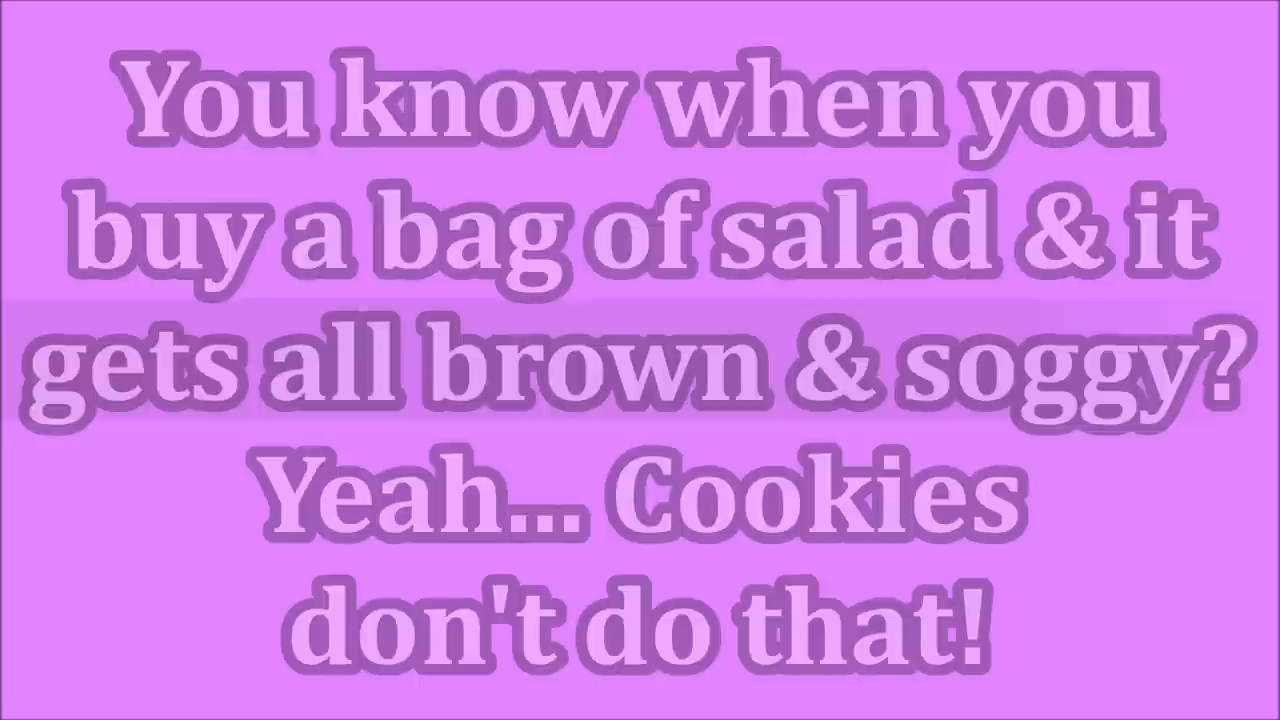 You know when you
buy a bag of salad & it
gets all brown & soggy?
Yeah... Cookies
don't do that!